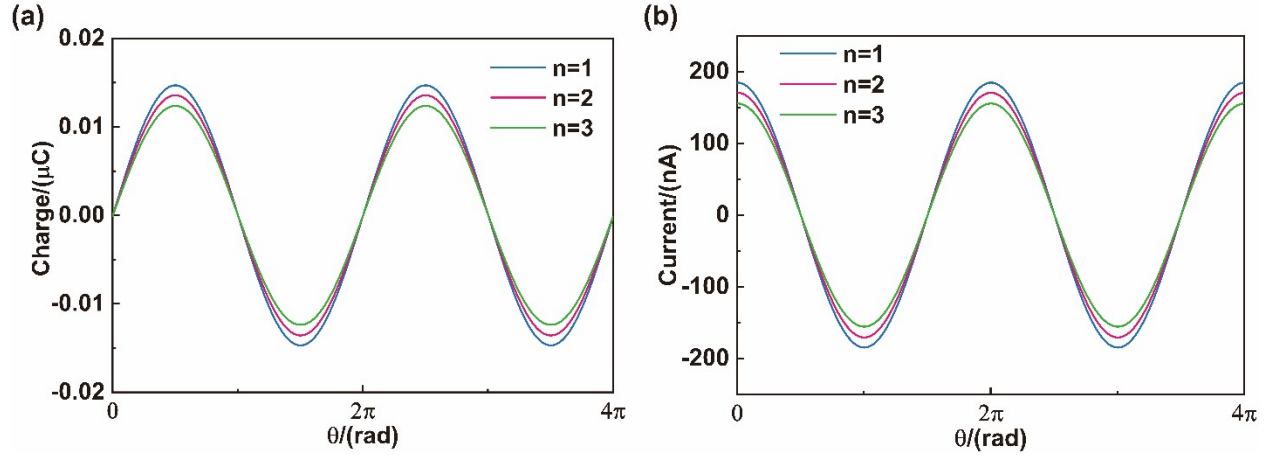 (a)
0.02
0.01
0.00
-0.01
-0.02
Charge/(μC)
n=1
n=2
n=3
0
2π
4π
θ/(rad)
(b)
200
100
0
-100
-200
Current/(nA)
n=1
n=2
n=3
0
2π
4π
θ/(rad)